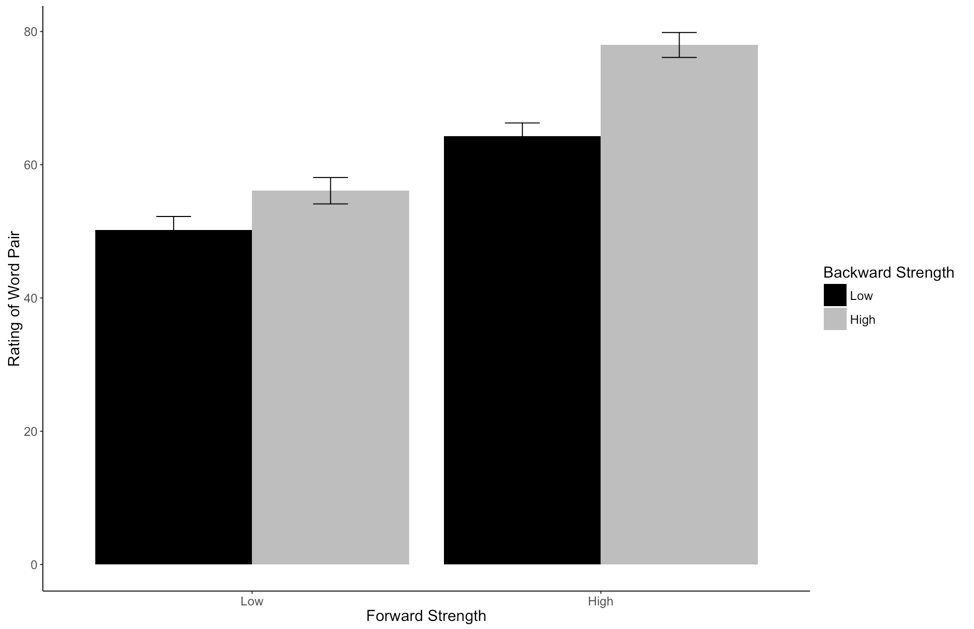 80
60
40
20
0
Rating of Word Pair
Low
High
Forward Strength
Backward Strength
Low
High